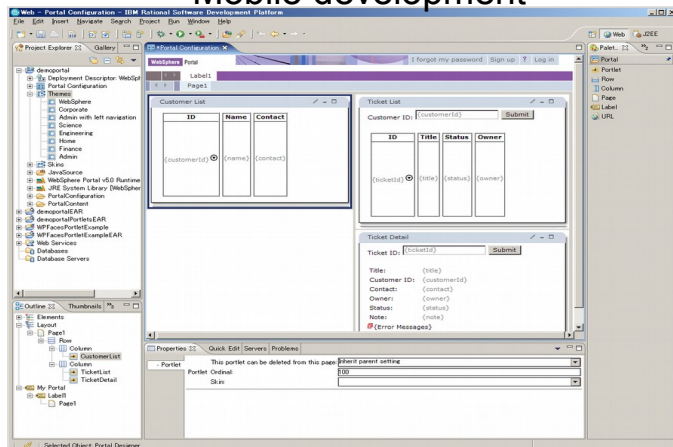 Mobile development
Web - Portal Configuration - IBM Rational Software Development Platform
File Edit Insert Navigate Search Project Run Window Help
Web J2EE
Project Explorer Gallery
demoportal
Deployment Descriptor: WebSpl
Portal Configuration
Themes
WebSphere
Corporate
Admin with left navigation
Science
Engineering
Home
Finance
Admin
Skins
JavaSource
WebSphere Portal v5.0 Runtime
JRE System Library [WebSpher
PortalConfiguration
PortalContent
demoportalEAR
demoportalPortletsEAR
WPFacesPortletExample
WPFacesPortletExampleEAR
Web Services
Databases
Database Servers
*Portal Configuration
WebSphere Portal
I forgot my password Sign up ? Log in
Label1
Page1
Customer List
ID Name Contact
{customerId} {name} {contact}
Ticket List
Customer ID: {customerId} Submit
ID Title Status Owner
{ticketId} {title} {status} {owner}
Ticket Detail
Ticket ID: {ticketId} Submit
Title: {title}
Customer ID: {customerId}
Contact: {contact}
Owner: {owner}
Status: {status}
Note: {note}
{Error Messages}
Palet..
Portal
Portlet
Row
Column
Page
Label
URL
Outline Thumbnails
Elements
Layout
Page1
Row
Column
CustomerList
Column
TicketList
TicketDetail
My Portal
Label1
Page1
Properties Quick Edit Servers Problems
Portlet
This portlet can be deleted from this page: Inherit parent setting
Portlet Ordinal: 100
Skin:
Selected Object: Portal Designer